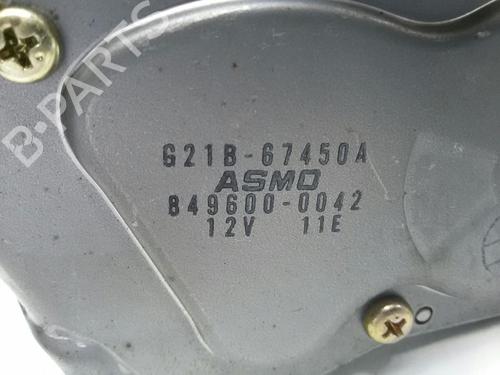 B-PARTS
G21B-67450A
ASMO
849600-0042
12V 11E